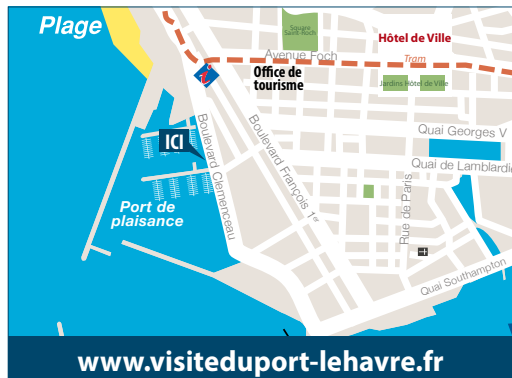 Plage
Square
Saint-Roch
Hôtel de Ville
Avenue Foch
Tram
Office de
tourisme
Jardins Hôtel de Ville
Quai Georges V
ICI
Quai de Lamblardie
Boulevard Clemenceau
Boulevard François 1er
Rue de Paris
Port de
plaisance
Quai Southampton
www.visiteduport-lehavre.fr